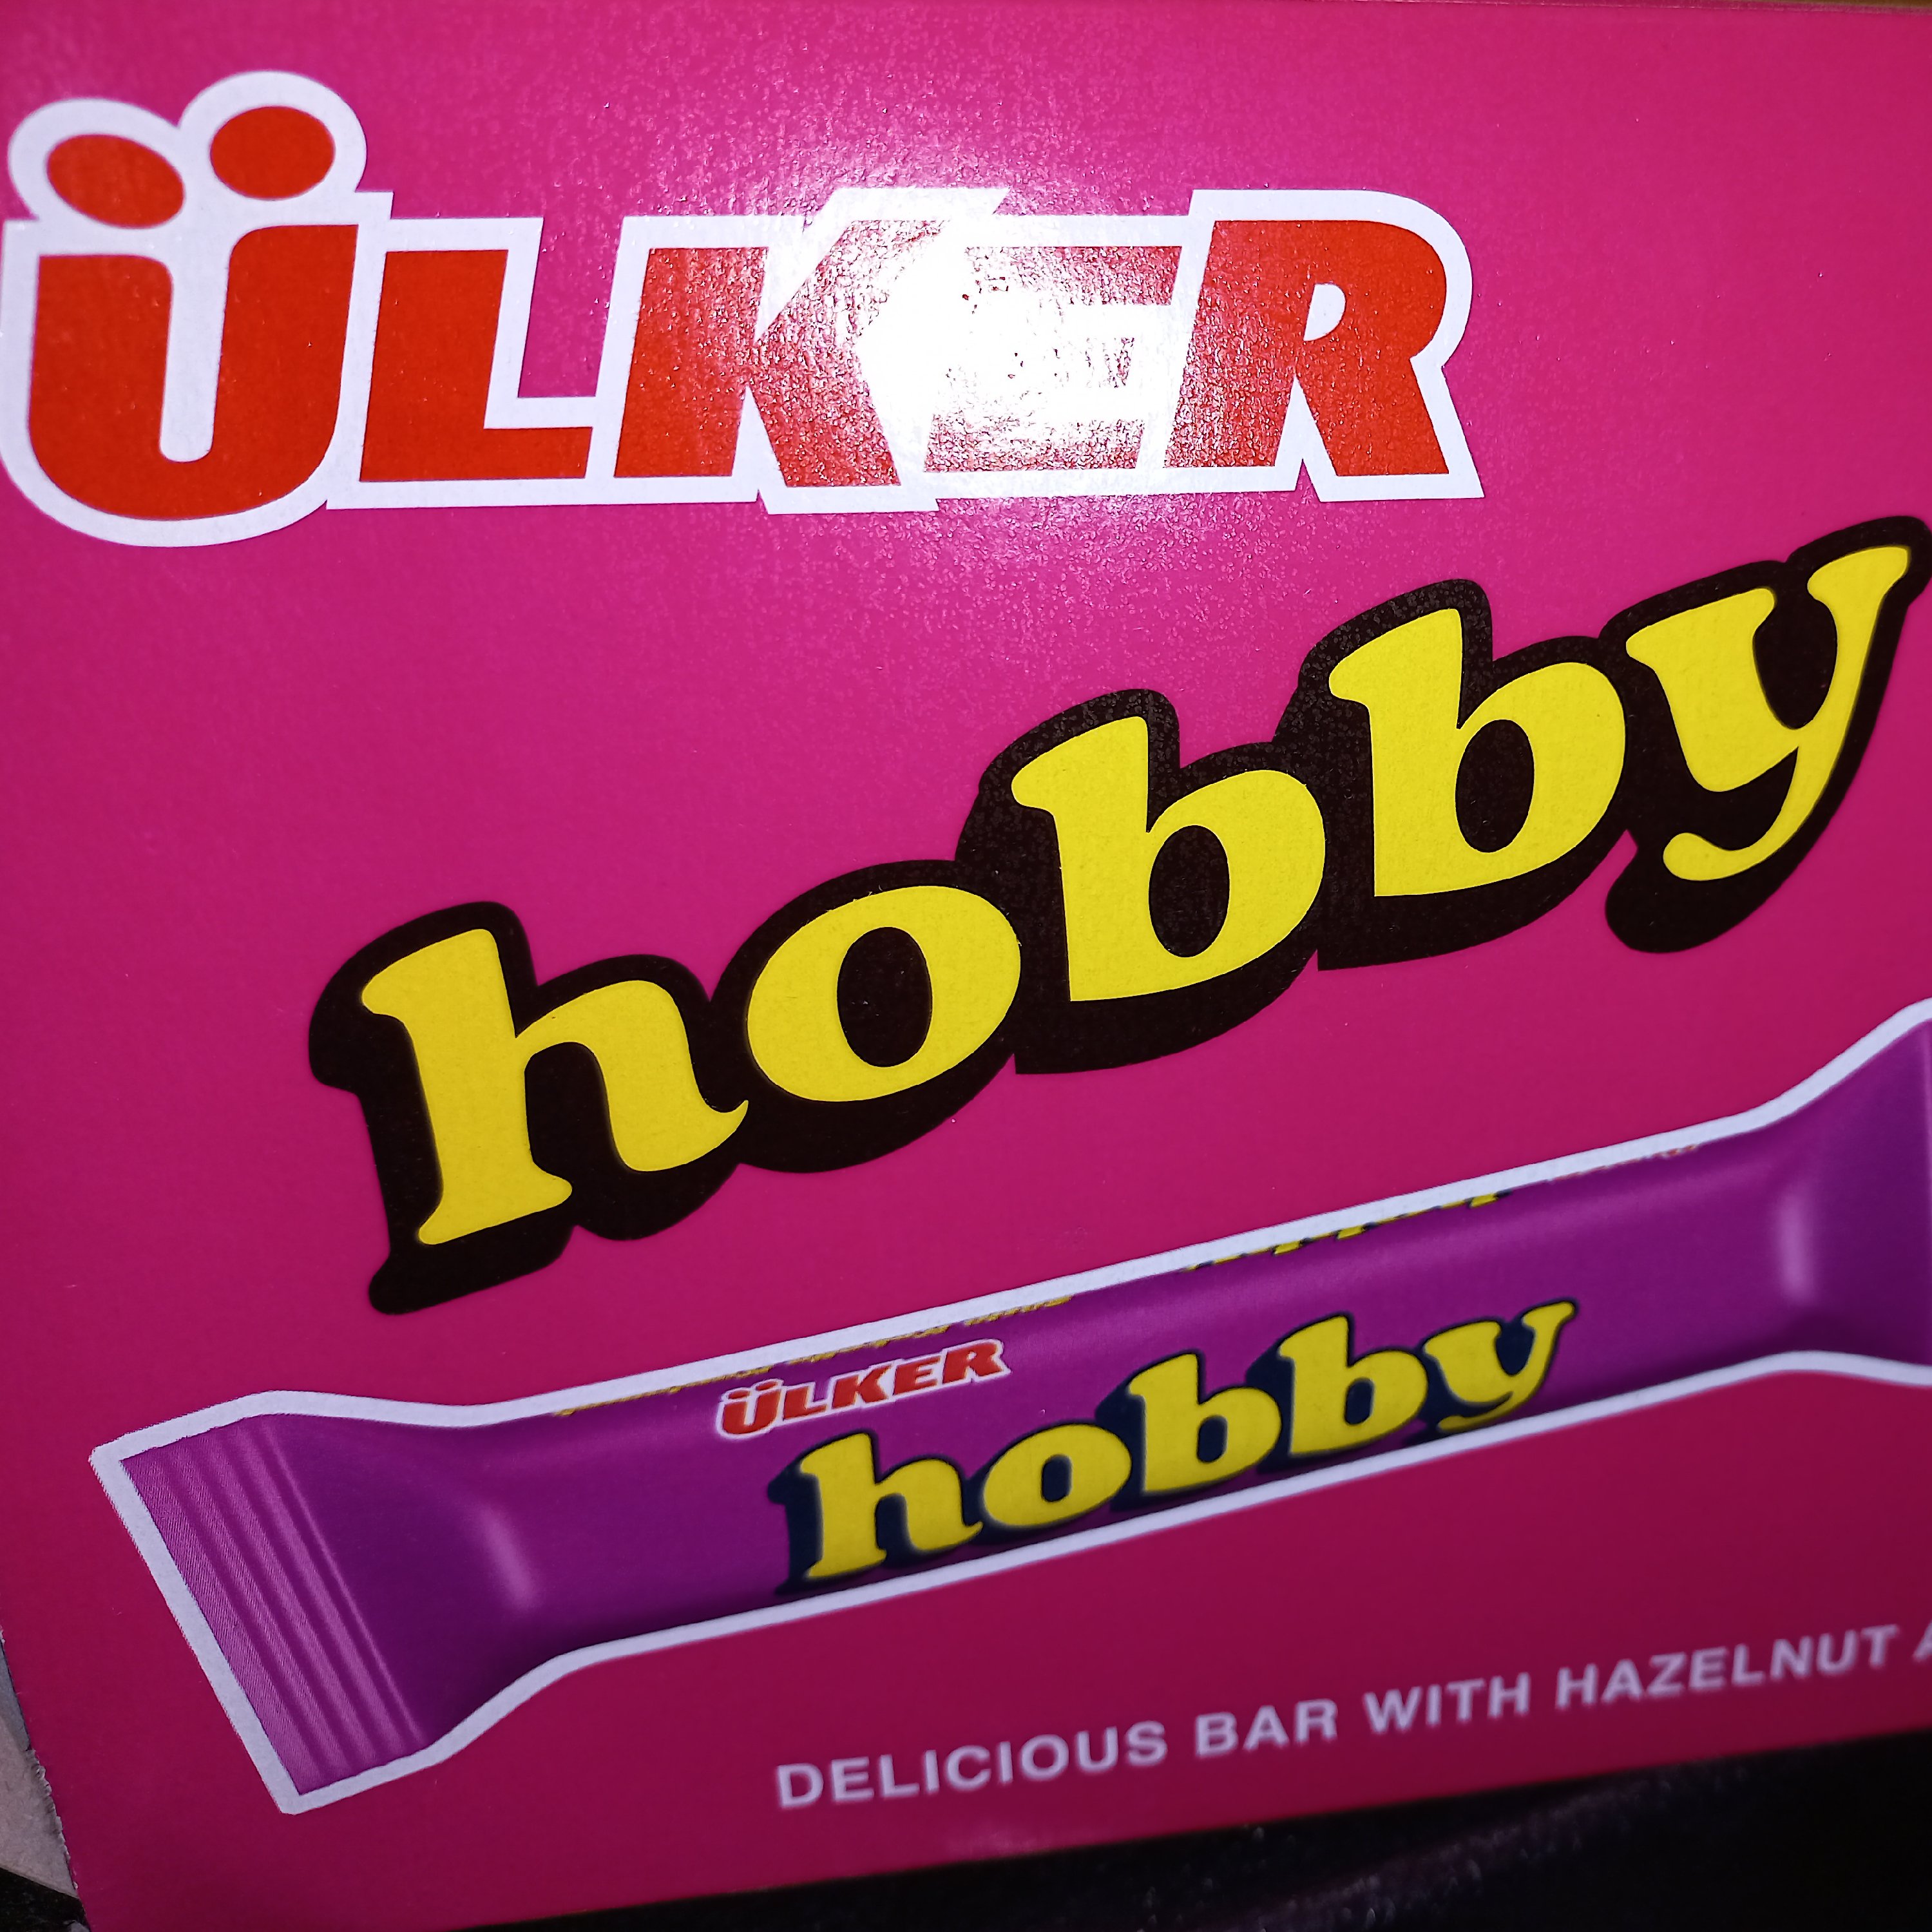 ÜLKER
hobby
ÜLKER
hobby
DELICIOUS BAR WITH HAZELNUT